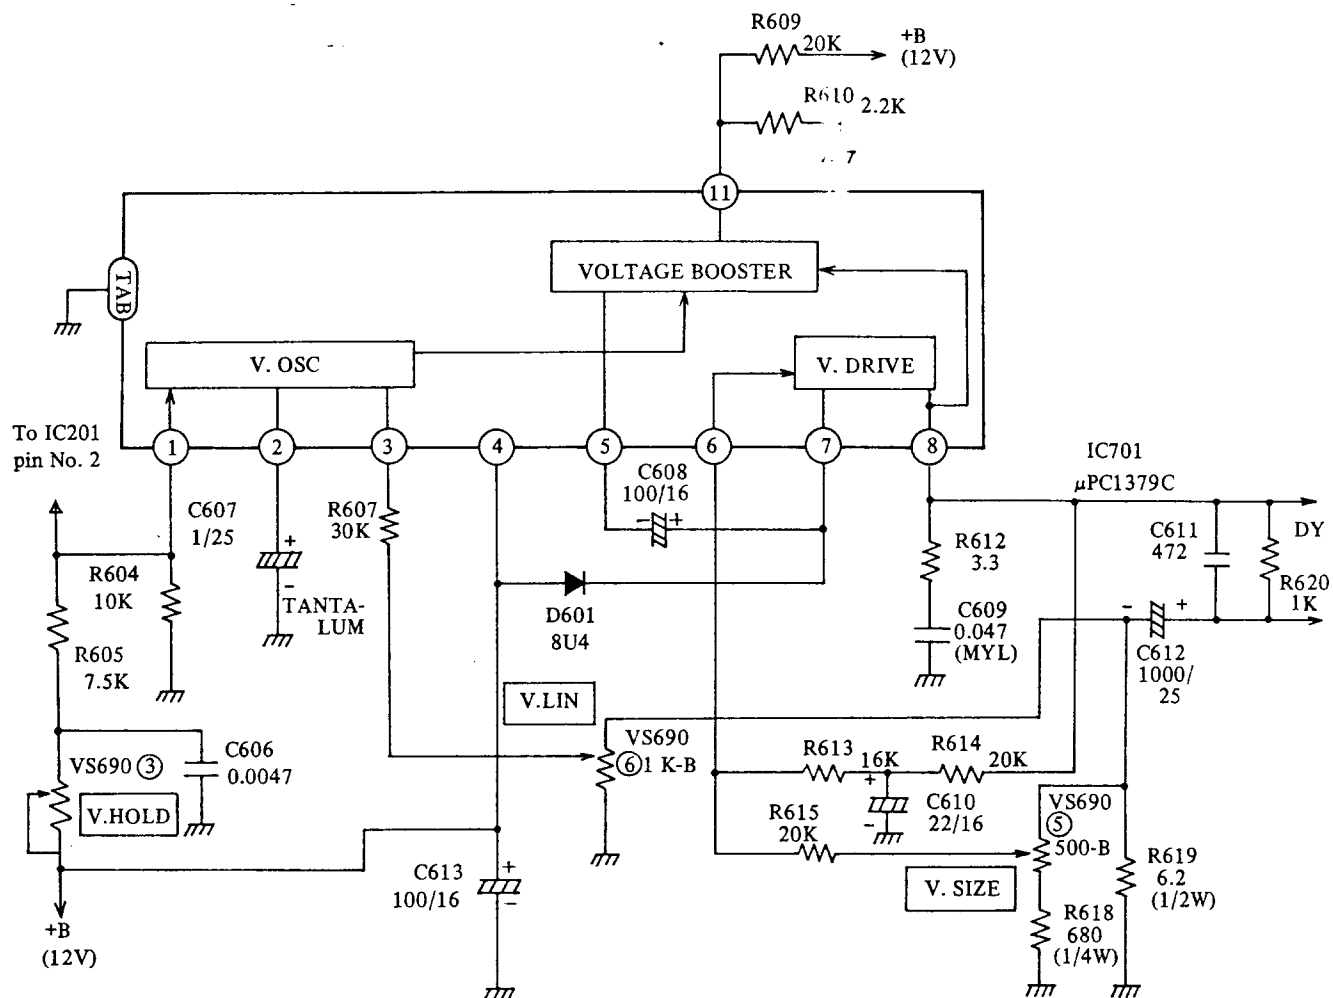 R609
20K
+B
(12V)
R610 2.2K
11
TAB
VOLTAGE BOOSTER
V. OSC
V. DRIVE
To IC201
pin No. 2
1
2
3
4
5
6
7
8
IC701
μPC1379C
C607
1/25
+
-
TANTA-
LUM
R607
30K
C608
100/16
- +
R604
10K
R605
7.5K
D601
8U4
R612
3.3
C609
0.047
(MYL)
C611
472
DY
R620
1K
- +
C612
1000/
25
V.LIN
VS690
6 1 K-B
C606
0.0047
VS690 3
V.HOLD
R613
16K
R614
20K
+
-
C610
22/16
R615
20K
VS690
5
500-B
V. SIZE
R619
6.2
(1/2W)
R618
680
(1/4W)
C613
100/16
+
-
+B
(12V)